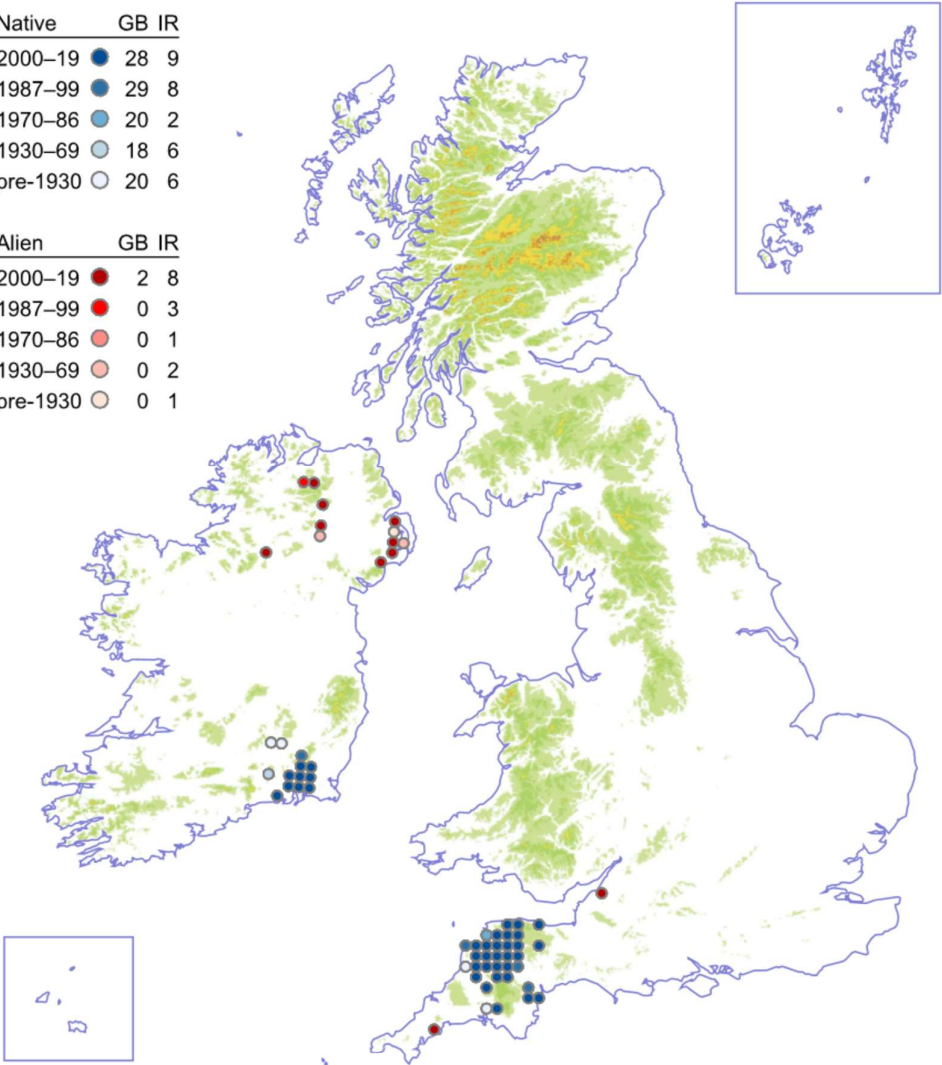 Native GB IR
2000–19 28 9
1987–99 29 8
1970–86 20 2
1930–69 18 6
pre-1930 20 6
Alien GB IR
2000–19 2 8
1987–99 0 3
1970–86 0 1
1930–69 0 2
pre-1930 0 1